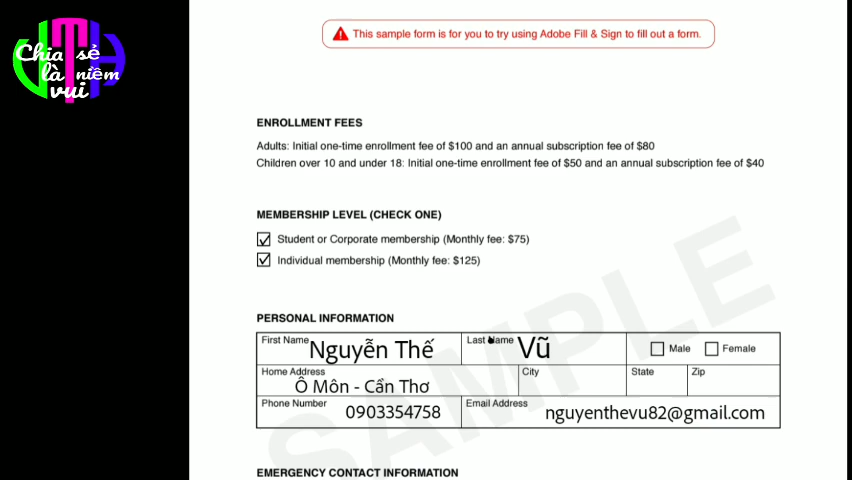 Chia sẻ
là niềm
vui
This sample form is for you to try using Adobe Fill & Sign to fill out a form.
ENROLLMENT FEES
Adults: Initial one-time enrollment fee of $100 and an annual subscription fee of $80
Children over 10 and under 18: Initial one-time enrollment fee of $50 and an annual subscription fee of $40
MEMBERSHIP LEVEL (CHECK ONE)
Student or Corporate membership (Monthly fee: $75)
Individual membership (Monthly fee: $125)
SAMPLE
PERSONAL INFORMATION
First Name Nguyễn Thế Last Name Vũ Male Female
Home Address Ô Môn - Cần Thơ City State Zip
Phone Number 0903354758 Email Address nguyenthevu82@gmail.com
SAMPLE
EMERGENCY CONTACT INFORMATION